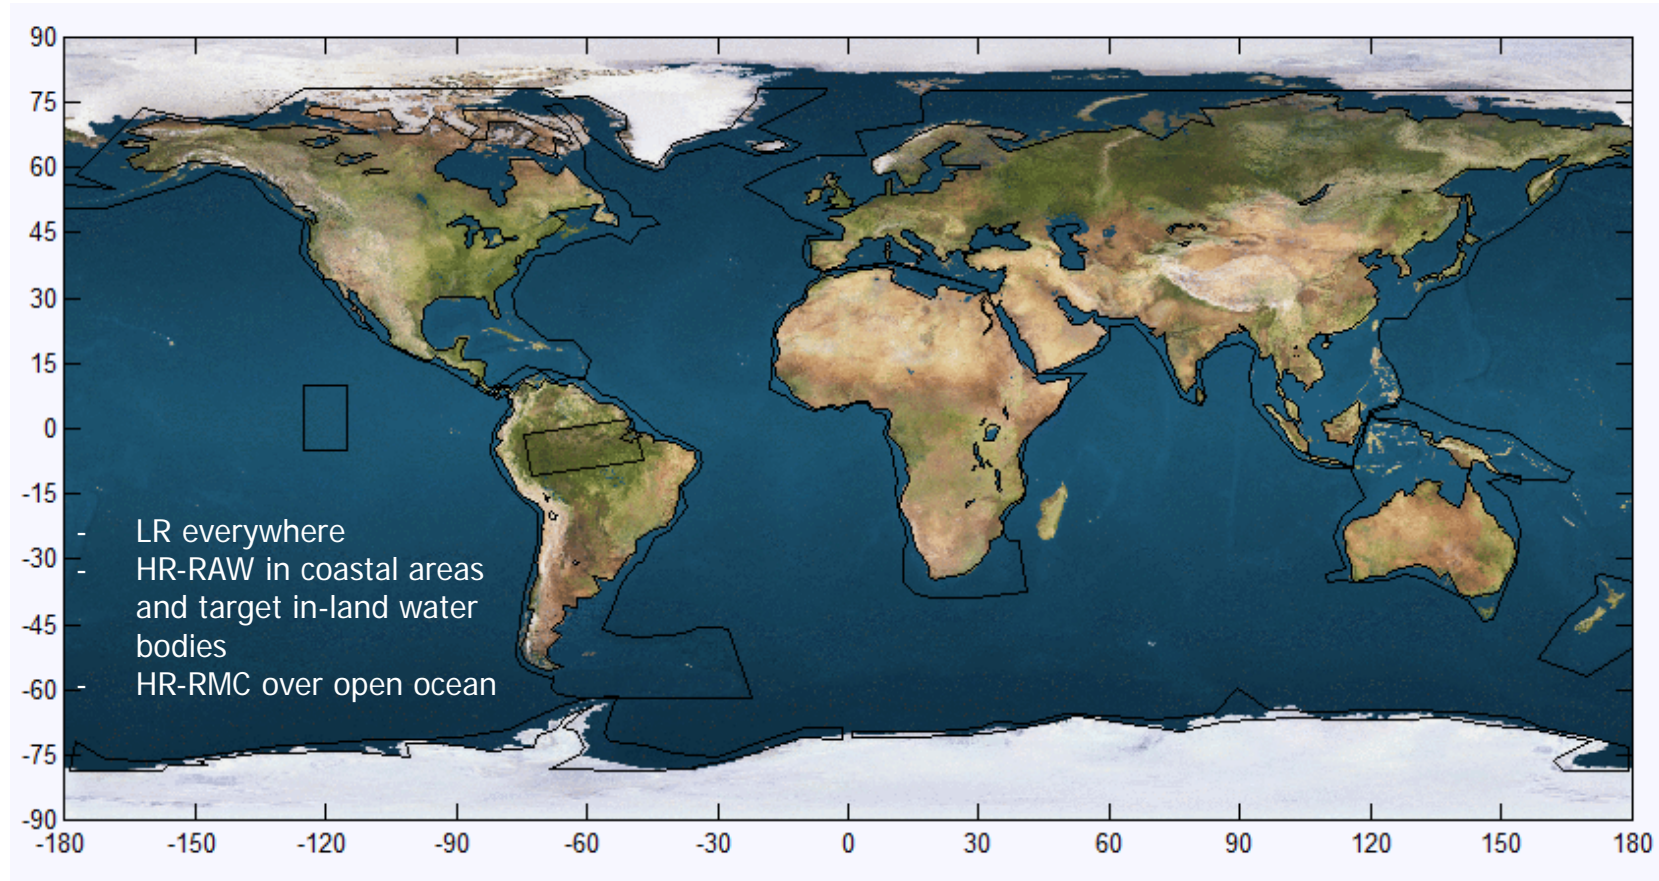 90
75
60
45
30
15
0
-15
- LR everywhere
-30
- HR-RAW in coastal areas
and target in-land water
-45
bodies
-60
- HR-RMC over open ocean
-75
-90
-180 -150 -120 -90 -60 -30 0 30 60 90 120 150 180